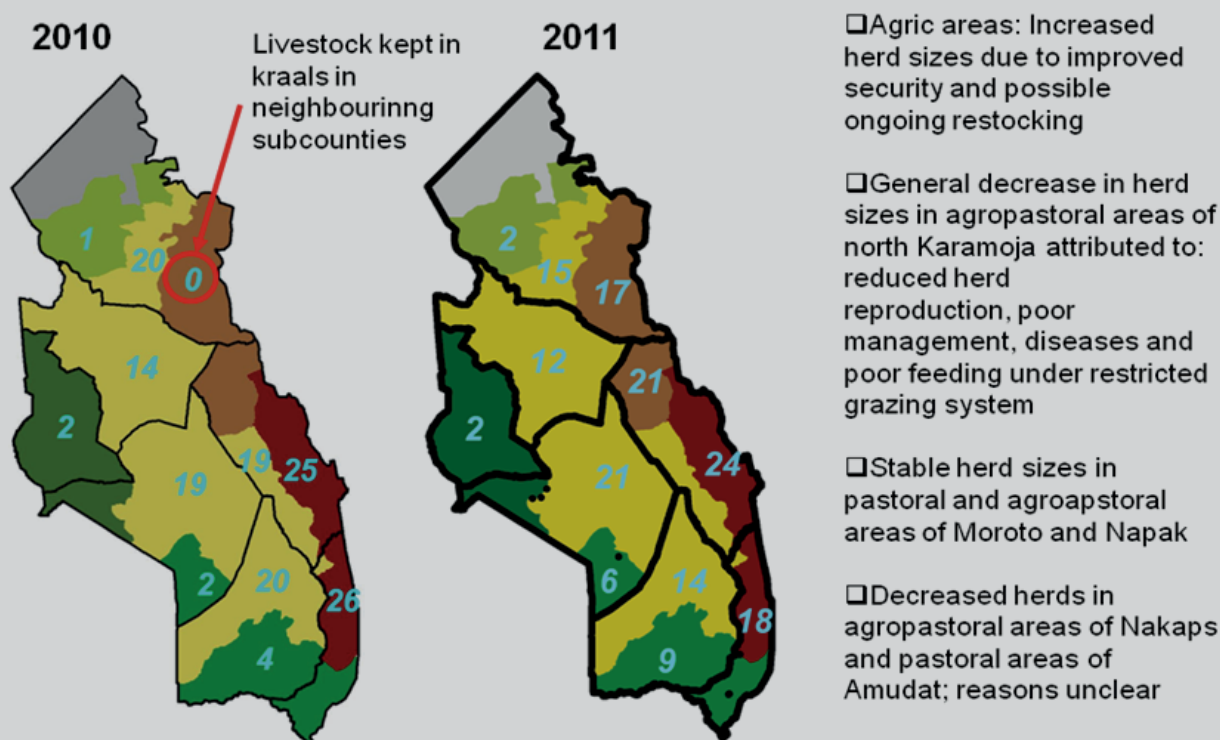 2010
Livestock kept in
kraals in
neighbourinng
subcounties
1
20
0
14
2
19
19
25
2
20
26
4
2011
2
15
17
12
21
2
24
21
6
14
18
9
❑Agric areas: Increased
herd sizes due to improved
security and possible
ongoing restocking
❑General decrease in herd
sizes in agropastoral areas of
north Karamoja attributed to:
reduced herd
reproduction, poor
management, diseases and
poor feeding under restricted
grazing system
❑Stable herd sizes in
pastoral and agroapstoral
areas of Moroto and Napak
❑Decreased herds in
agropastoral areas of Nakaps
and pastoral areas of
Amudat; reasons unclear